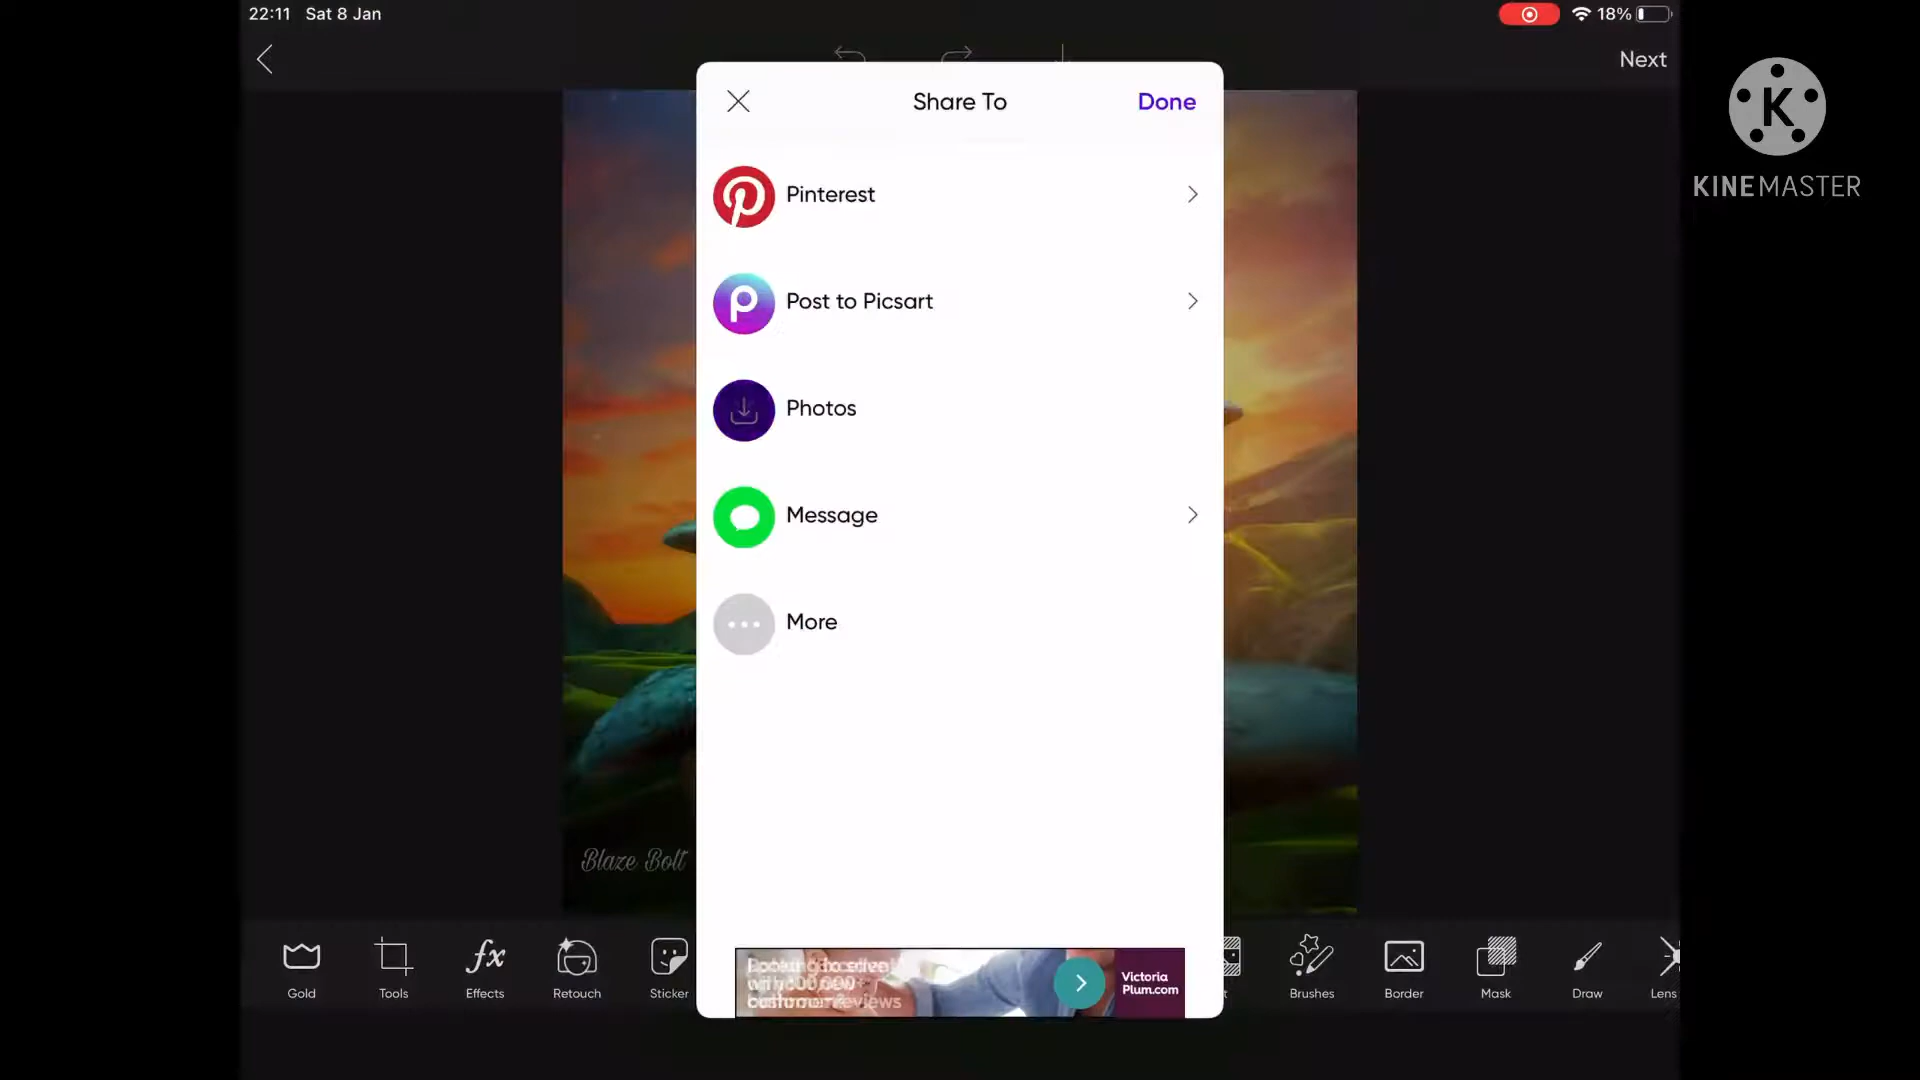 22:11 Sat 8 Jan
18%
Next
KINEMASTER
Share To
Done
Pinterest
Post to Picsart
Photos
Message
More
Blaze Bolt
Victoria
Plum.com
Gold
Tools
Effects
Retouch
Sticker
Brushes
Border
Mask
Draw
Lens